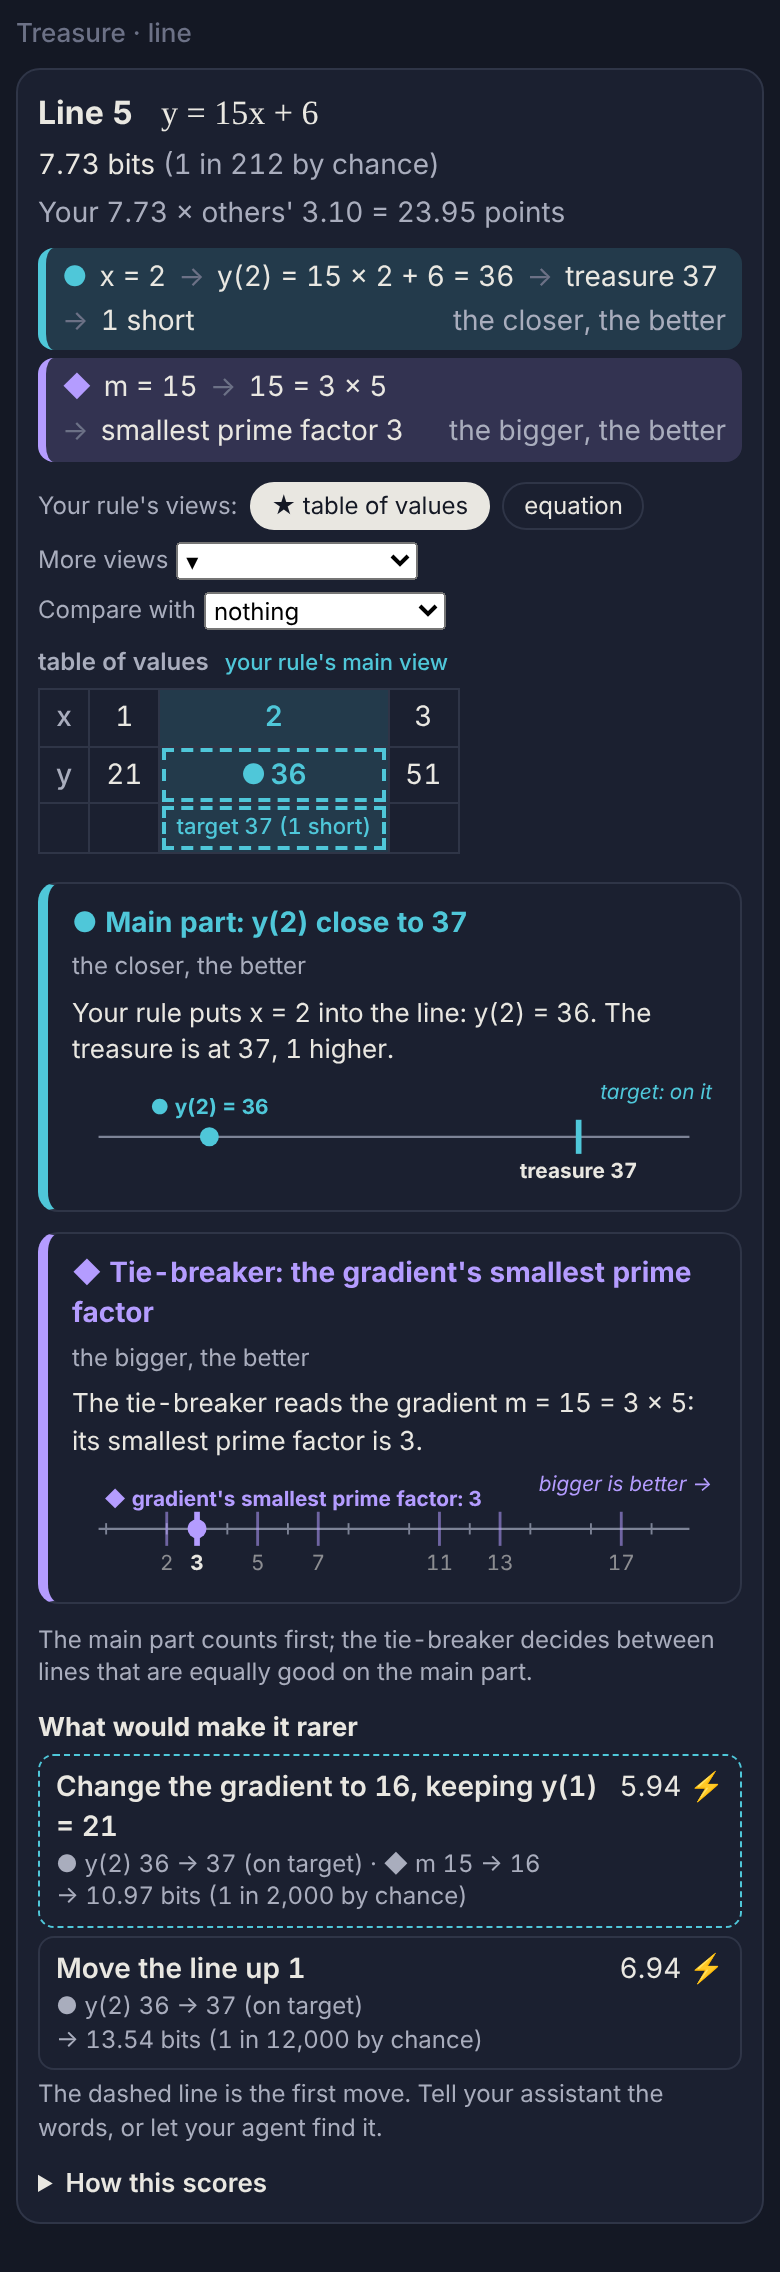 Treasure · line
Line 5 y = 15x + 6
7.73 bits (1 in 212 by chance)
Your 7.73 × others' 3.10 = 23.95 points
● x = 2 → y(2) = 15 × 2 + 6 = 36 → treasure 37
→ 1 short the closer, the better
◆ m = 15 → 15 = 3 × 5
→ smallest prime factor 3 the bigger, the better
Your rule's views: ★ table of values equation
More views ▾
Compare with nothing
table of values your rule's main view
x 1 2 3
y 21 ● 36 51
target 37 (1 short)
● Main part: y(2) close to 37
the closer, the better
Your rule puts x = 2 into the line: y(2) = 36. The
treasure is at 37, 1 higher.
target: on it
● y(2) = 36
treasure 37
◆ Tie-breaker: the gradient's smallest prime
factor
the bigger, the better
The tie-breaker reads the gradient m = 15 = 3 × 5:
its smallest prime factor is 3.
bigger is better →
◆ gradient's smallest prime factor: 3
2 3 5 7 11 13 17
The main part counts first; the tie-breaker decides between
lines that are equally good on the main part.
What would make it rarer
Change the gradient to 16, keeping y(1) 5.94 ⚡
= 21
● y(2) 36 → 37 (on target) · ◆ m 15 → 16
→ 10.97 bits (1 in 2,000 by chance)
Move the line up 1 6.94 ⚡
● y(2) 36 → 37 (on target)
→ 13.54 bits (1 in 12,000 by chance)
The dashed line is the first move. Tell your assistant the
words, or let your agent find it.
▶ How this scores